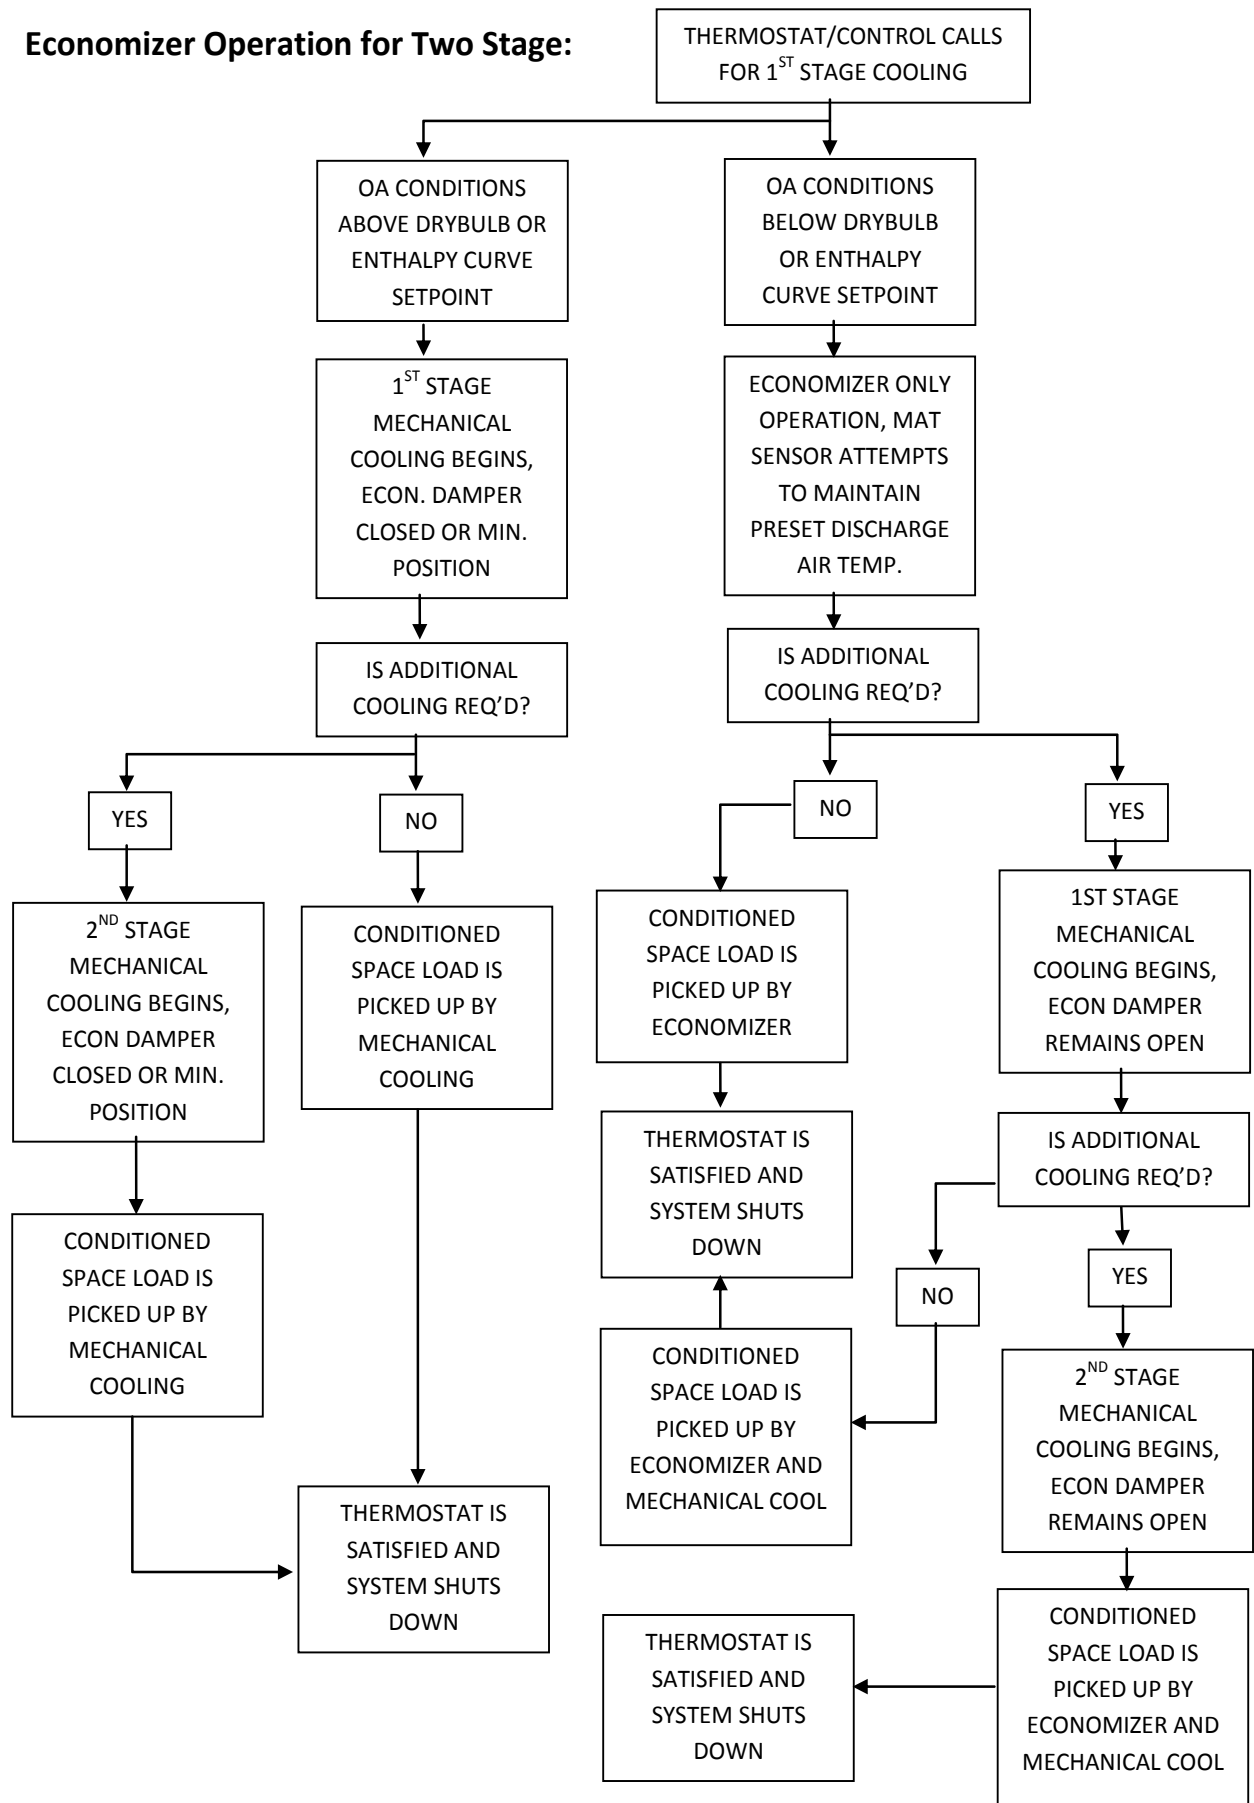 Economizer Operation for Two Stage:
THERMOSTAT/CONTROL CALLS
FOR 1ST STAGE COOLING
OA CONDITIONS
ABOVE DRYBULB OR
ENTHALPY CURVE
SETPOINT
OA CONDITIONS
BELOW DRYBULB
OR ENTHALPY
CURVE SETPOINT
1ST STAGE
MECHANICAL
COOLING BEGINS,
ECON. DAMPER
CLOSED OR MIN.
POSITION
ECONOMIZER ONLY
OPERATION, MAT
SENSOR ATTEMPTS
TO MAINTAIN
PRESET DISCHARGE
AIR TEMP.
IS ADDITIONAL
COOLING REQ’D?
IS ADDITIONAL
COOLING REQ’D?
YES
NO
NO
YES
2ND STAGE
MECHANICAL
COOLING BEGINS,
ECON DAMPER
CLOSED OR MIN.
POSITION
CONDITIONED
SPACE LOAD IS
PICKED UP BY
MECHANICAL
COOLING
CONDITIONED
SPACE LOAD IS
PICKED UP BY
ECONOMIZER
1ST STAGE
MECHANICAL
COOLING BEGINS,
ECON DAMPER
REMAINS OPEN
THERMOSTAT IS
SATISFIED AND
SYSTEM SHUTS
DOWN
IS ADDITIONAL
COOLING REQ’D?
CONDITIONED
SPACE LOAD IS
PICKED UP BY
MECHANICAL
COOLING
NO
YES
CONDITIONED
SPACE LOAD IS
PICKED UP BY
ECONOMIZER AND
MECHANICAL COOL
2ND STAGE
MECHANICAL
COOLING BEGINS,
ECON DAMPER
REMAINS OPEN
THERMOSTAT IS
SATISFIED AND
SYSTEM SHUTS
DOWN
THERMOSTAT IS
SATISFIED AND
SYSTEM SHUTS
DOWN
CONDITIONED
SPACE LOAD IS
PICKED UP BY
ECONOMIZER AND
MECHANICAL COOL